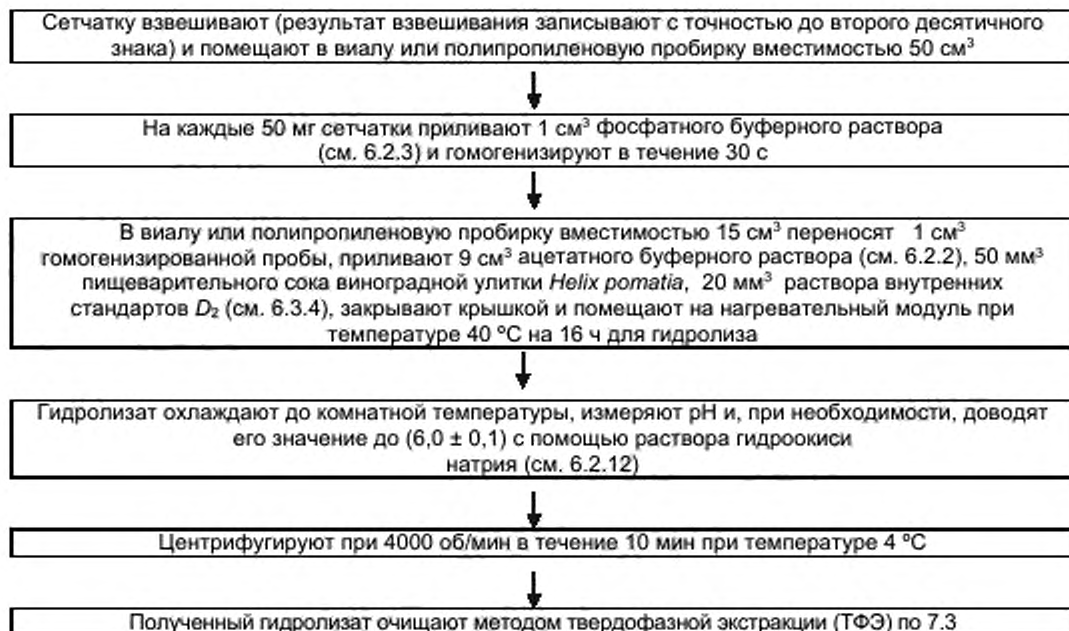 Сетчатку взвешивают (результат взвешивания записывают с точностью до второго десятичного
знака) и помещают в виалу или полипропиленовую пробирку вместимостью 50 см³
На каждые 50 мг сетчатки приливают 1 см³ фосфатного буферного раствора
(см. 6.2.3) и гомогенизируют в течение 30 с
В виалу или полипропиленовую пробирку вместимостью 15 см³ переносят 1 см³
гомогенизированной пробы, приливают 9 см³ ацетатного буферного раствора (см. 6.2.2), 50 мм³
пищеварительного сока виноградной улитки Helix pomatia, 20 мм³ раствора внутренних
стандартов D₂ (см. 6.3.4), закрывают крышкой и помещают на нагревательный модуль при
температуре 40 ºС на 16 ч для гидролиза
Гидролизат охлаждают до комнатной температуры, измеряют рН и, при необходимости, доводят
его значение до (6,0 ± 0,1) с помощью раствора гидроокиси
натрия (см. 6.2.12)
Центрифугируют при 4000 об/мин в течение 10 мин при температуре 4 ºС
Полученный гидролизат очищают методом твердофазной экстракции (ТФЭ) по 7.3